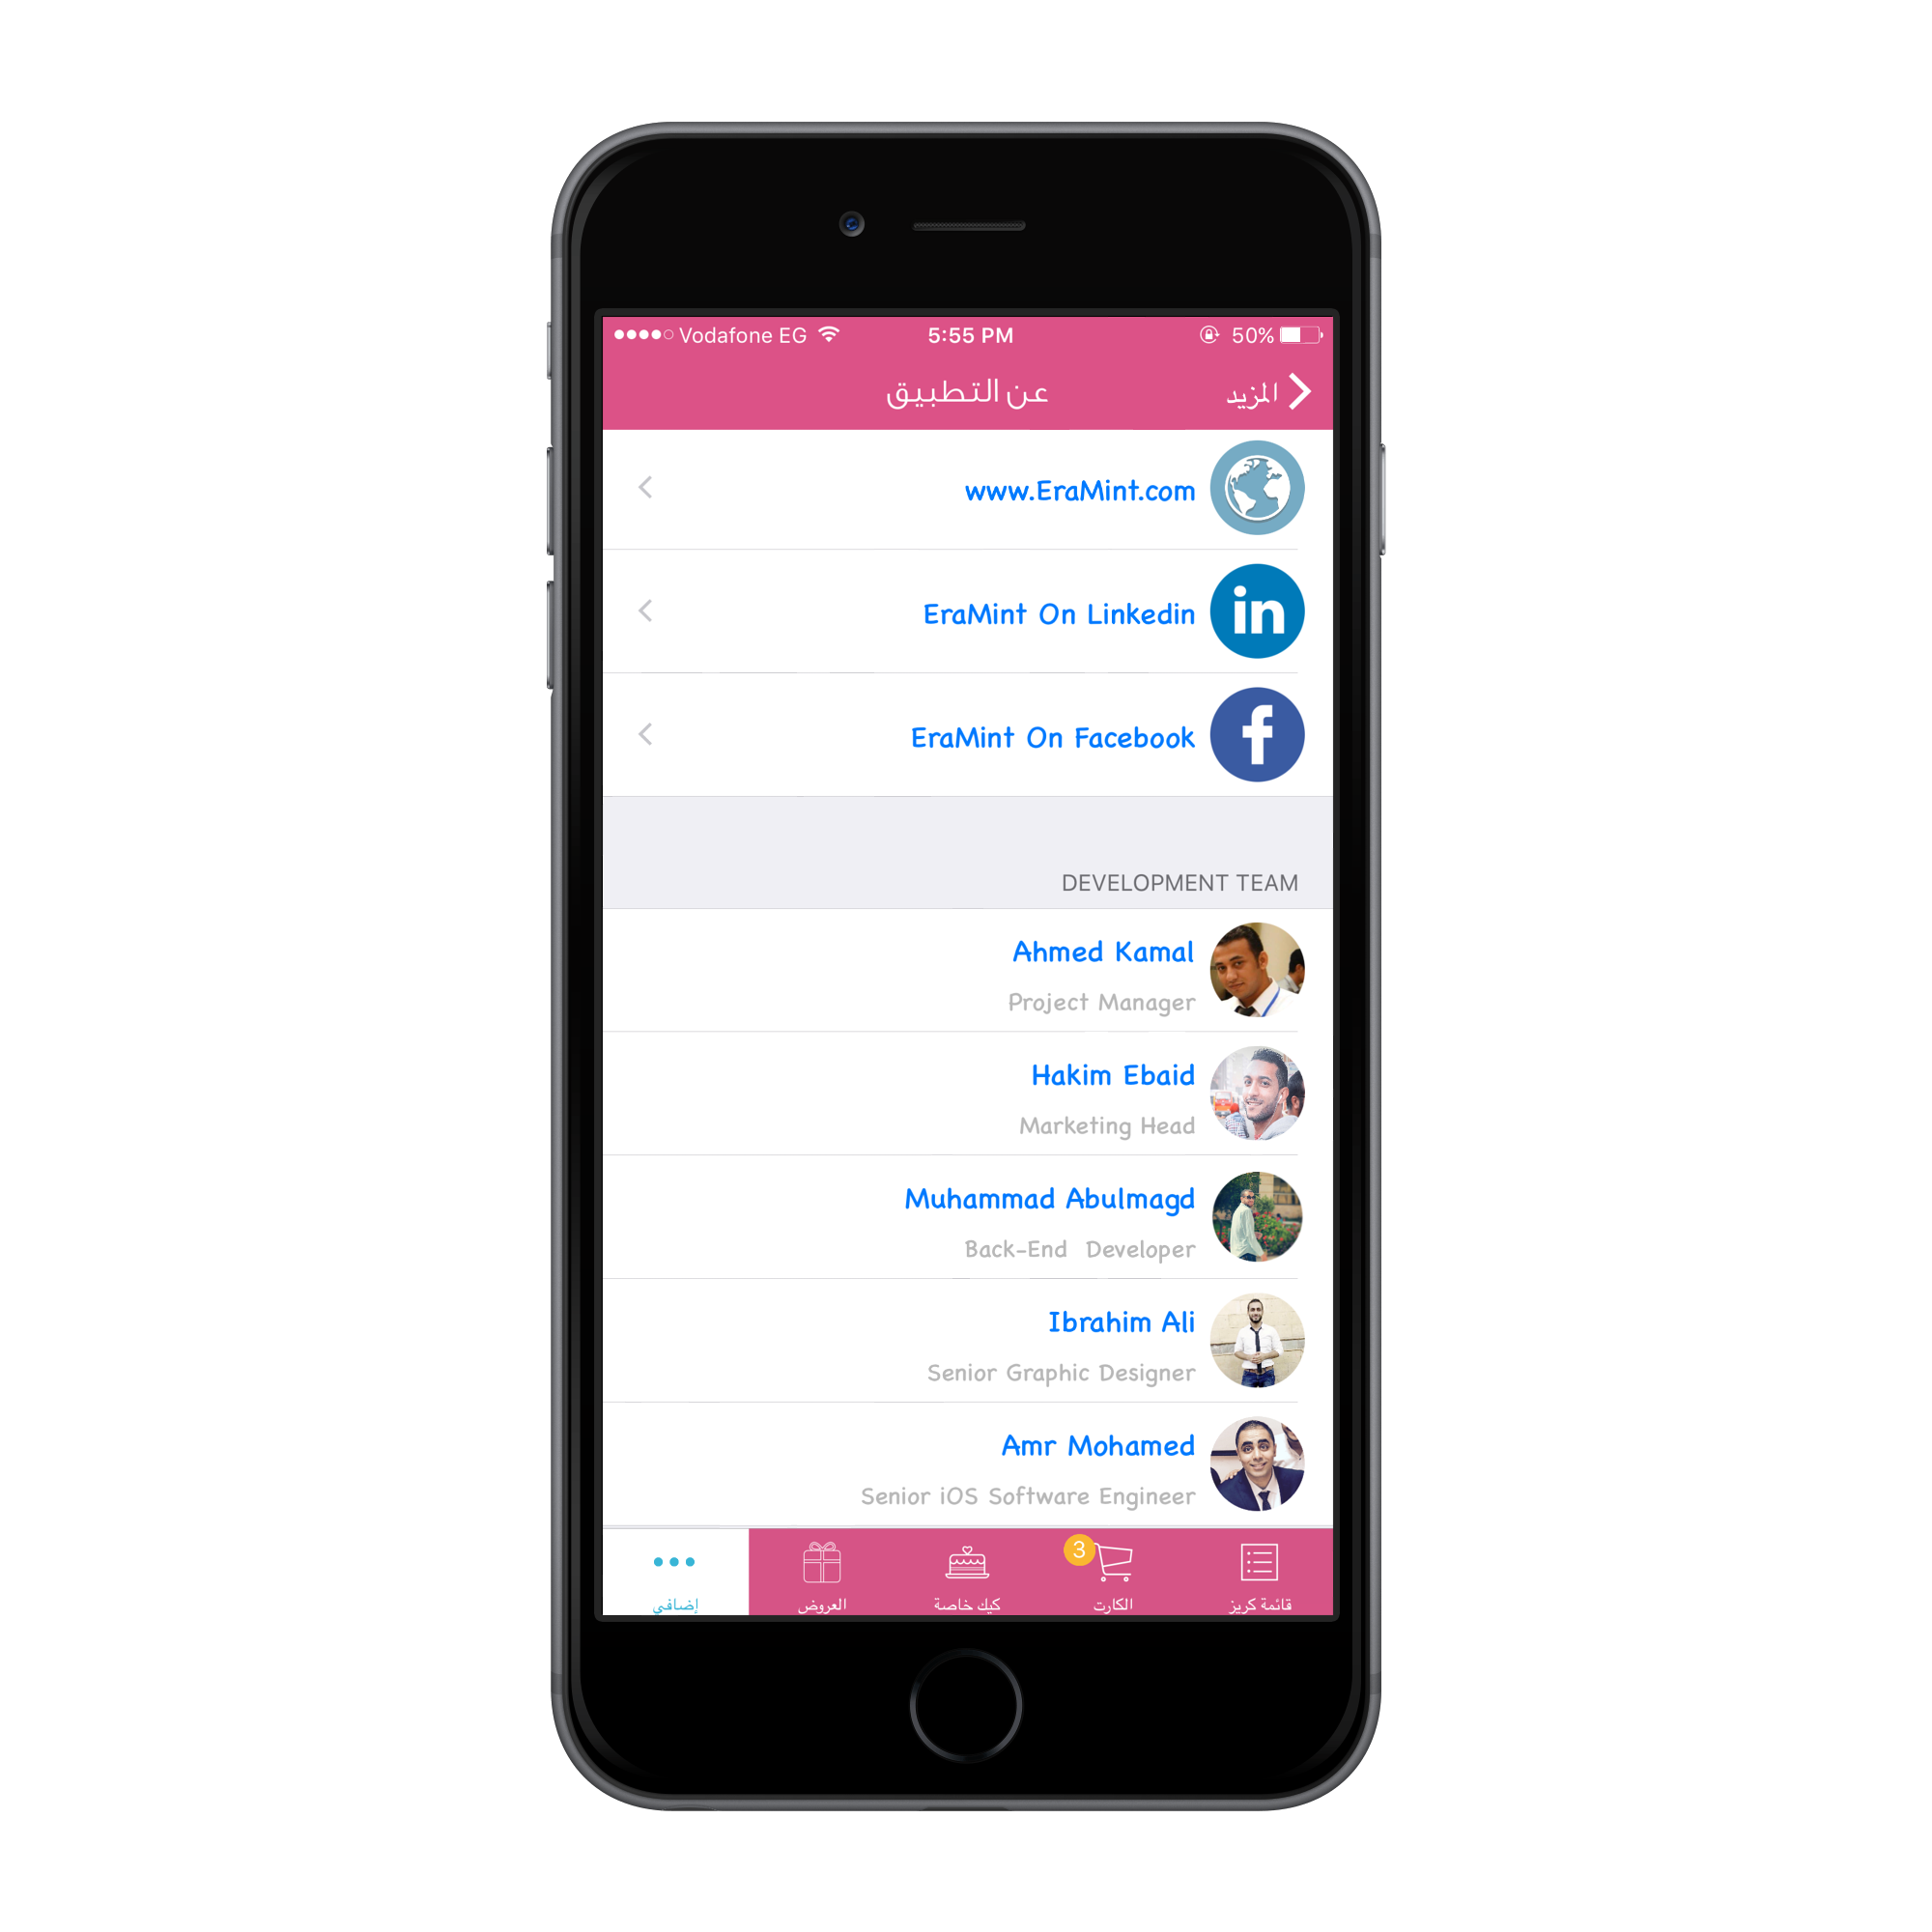 Vodafone EG 5:55 PM 50%
المزيد عن التطبيق
www.EraMint.com
in
EraMint On Linkedin
f
EraMint On Facebook
DEVELOPMENT TEAM
Ahmed Kamal
Project Manager
Hakim Ebaid
Marketing Head
Muhammad Abulmagd
Back-End Developer
Ibrahim Ali
Senior Graphic Designer
Amr Mohamed
Senior iOS Software Engineer
3
قائمة كريز الكارت كيك خاصة العروض إضافي